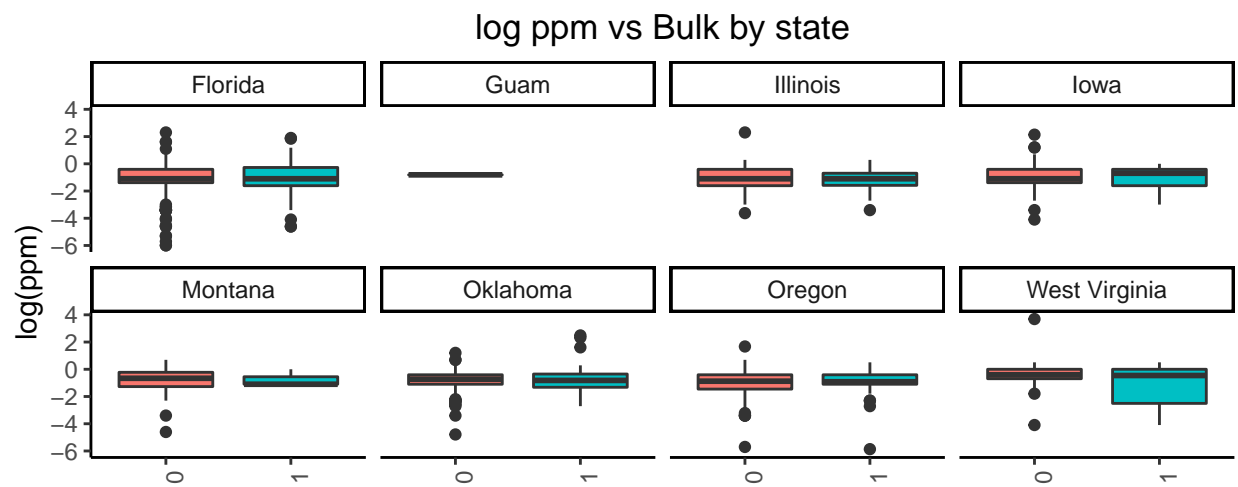 log ppm vs Bulk by state
Florida Guam Illinois Iowa
4
2
0
−2
−4
−6
log(ppm)
Montana Oklahoma Oregon West Virginia
4
2
0
−2
−4
−6
0 1 0 1 0 1 0 1